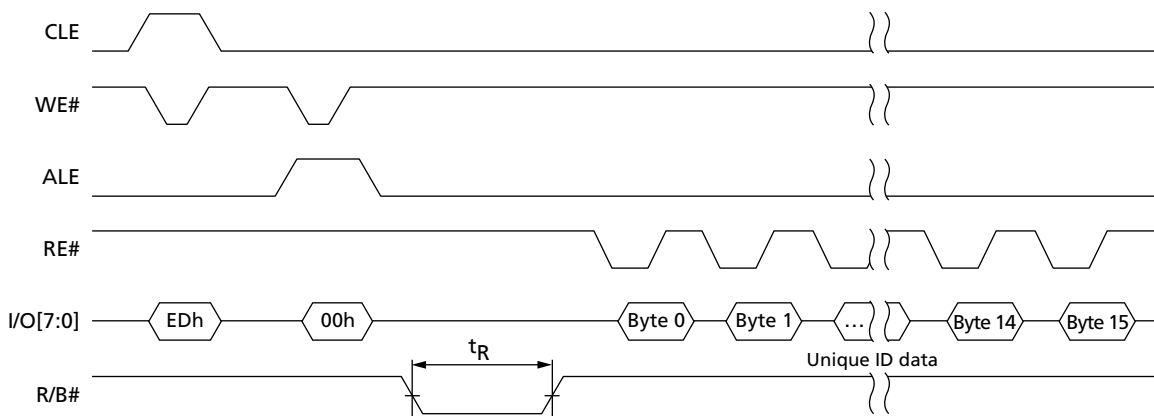 CLE
WE#
ALE
RE#
I/O[7:0] EDh 00h Byte 0 Byte 1 ... Byte 14 Byte 15
Unique ID data
tR
R/B#